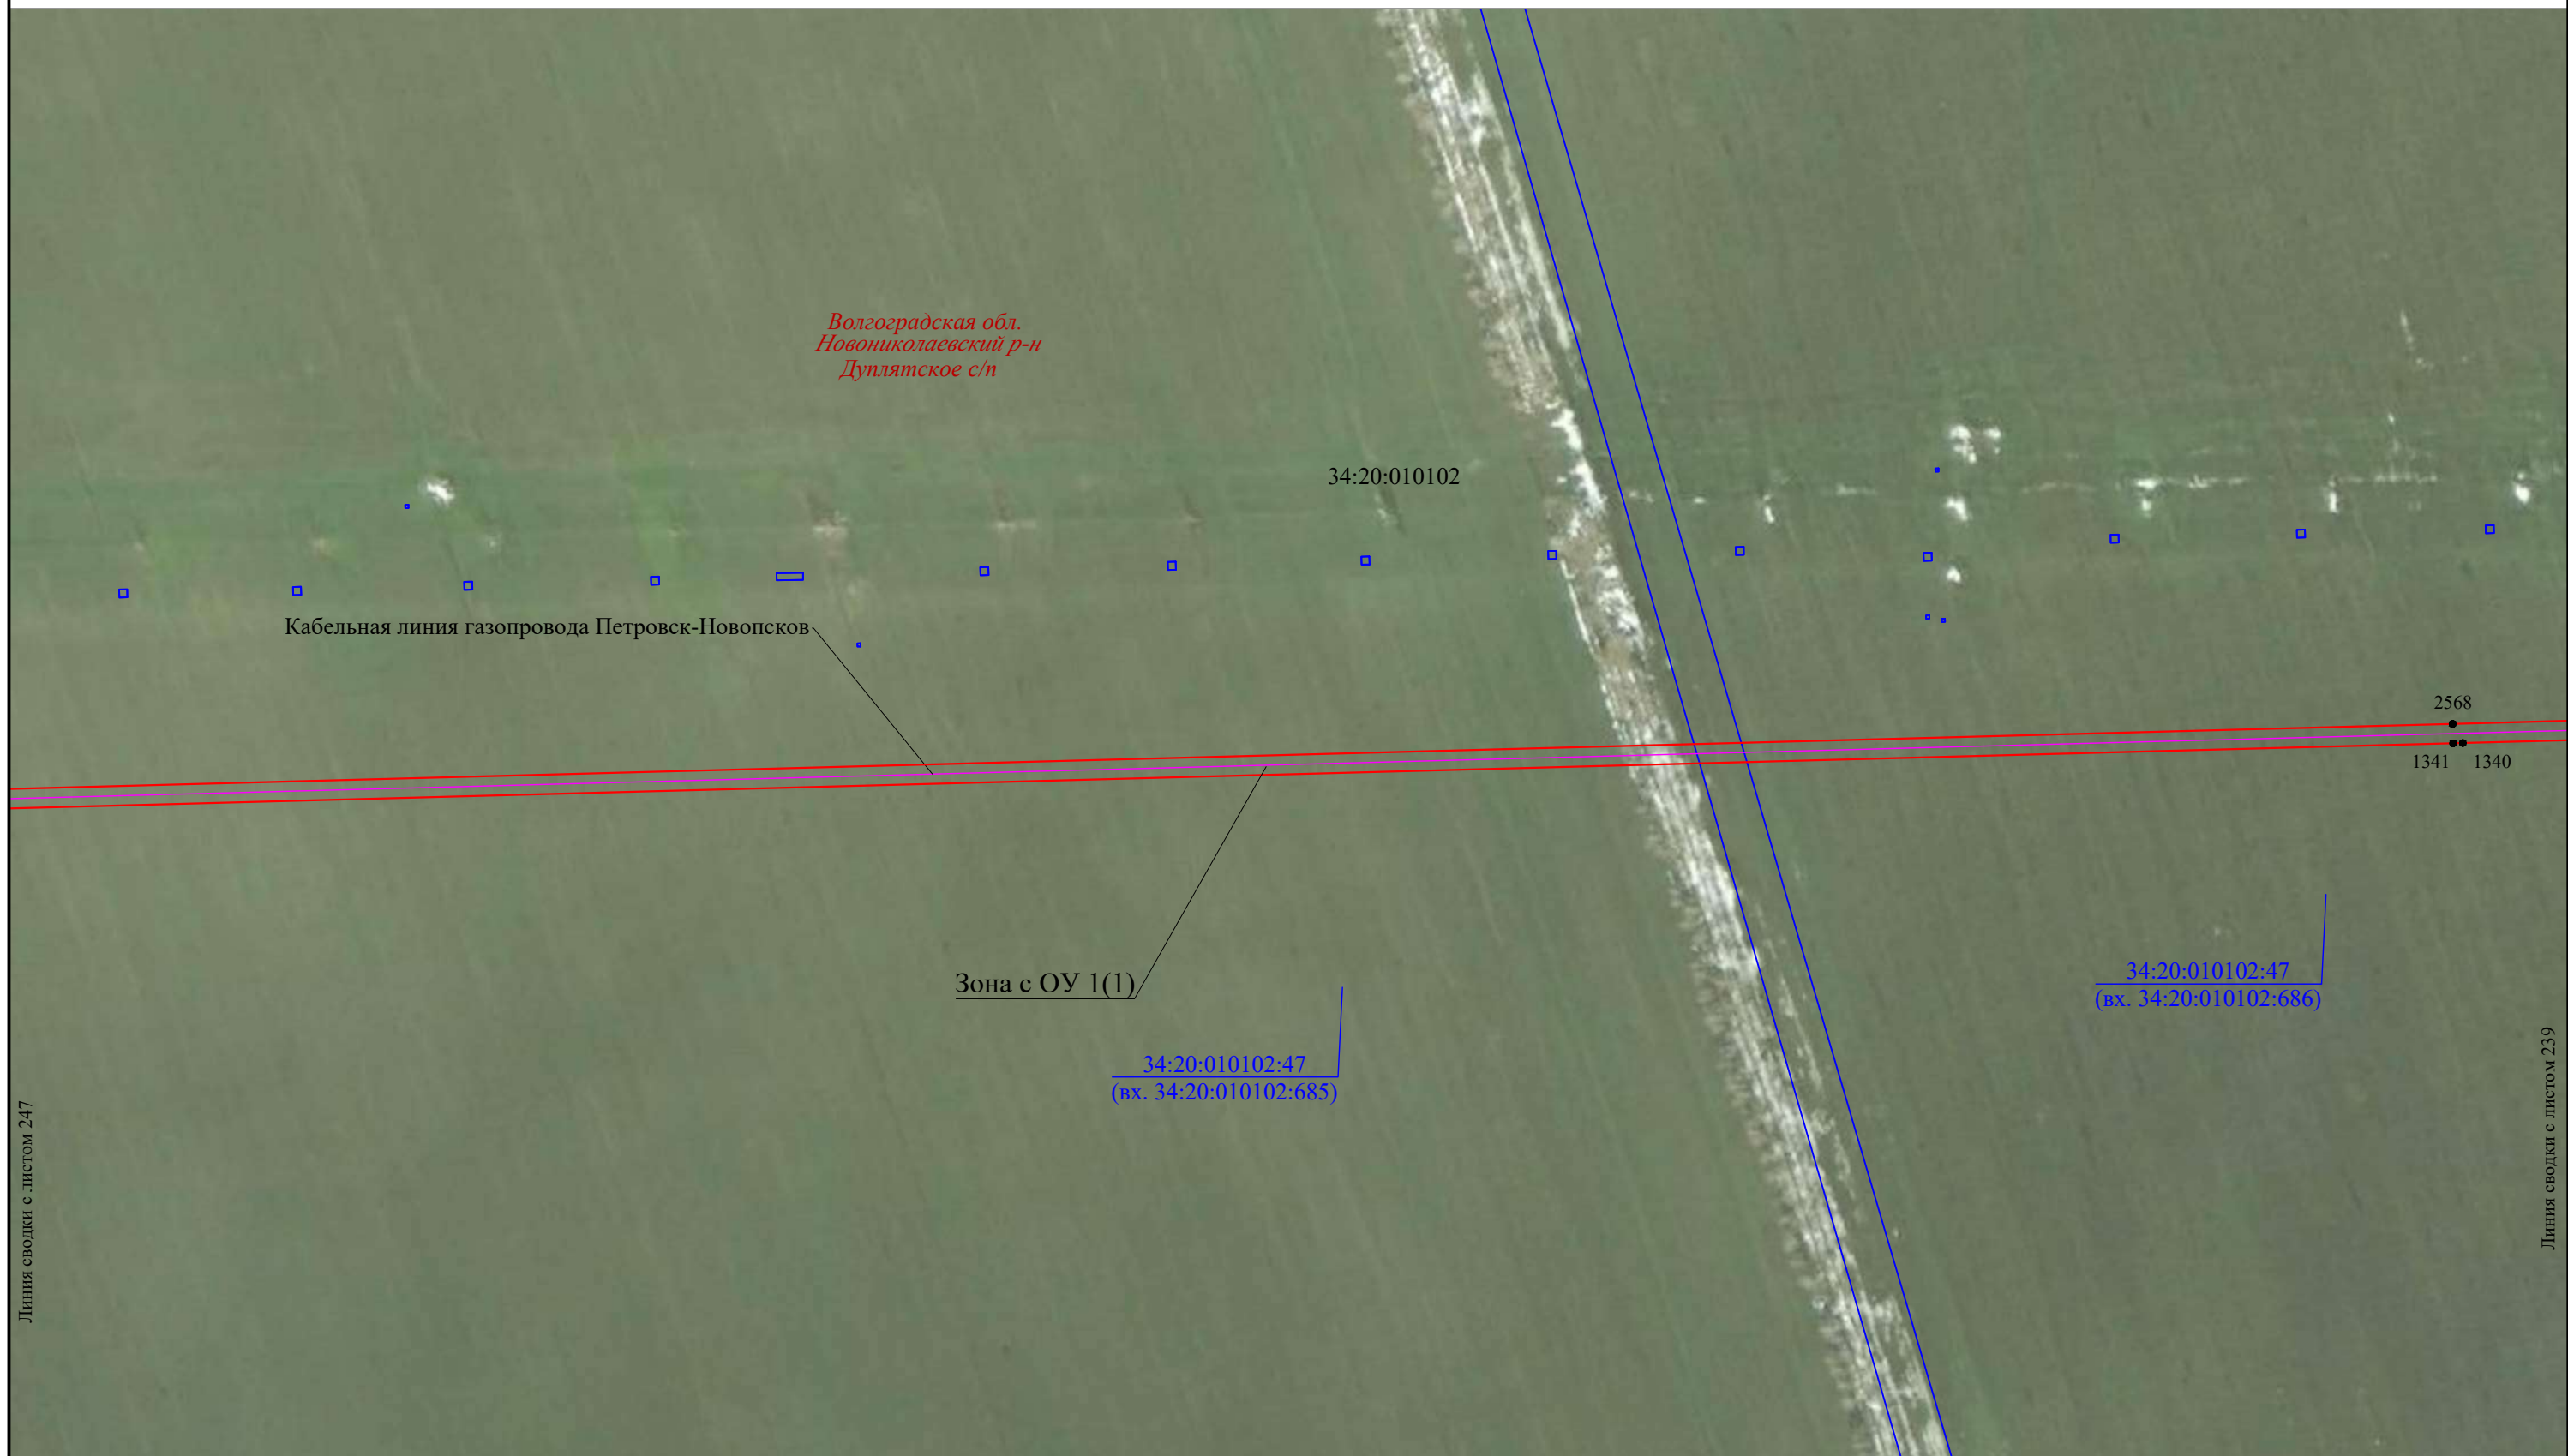 Волгоградская обл.
Новониколаевский р-н
Дуплятское с/п
34:20:010102
Кабельная линия газопровода Петровск-Новопсков
2568
1341
1340
Зона с ОУ 1(1)
34:20:010102:47
(вх. 34:20:010102:686)
34:20:010102:47
(вх. 34:20:010102:685)
Линия сводки с листом 247
Линия сводки с листом 239